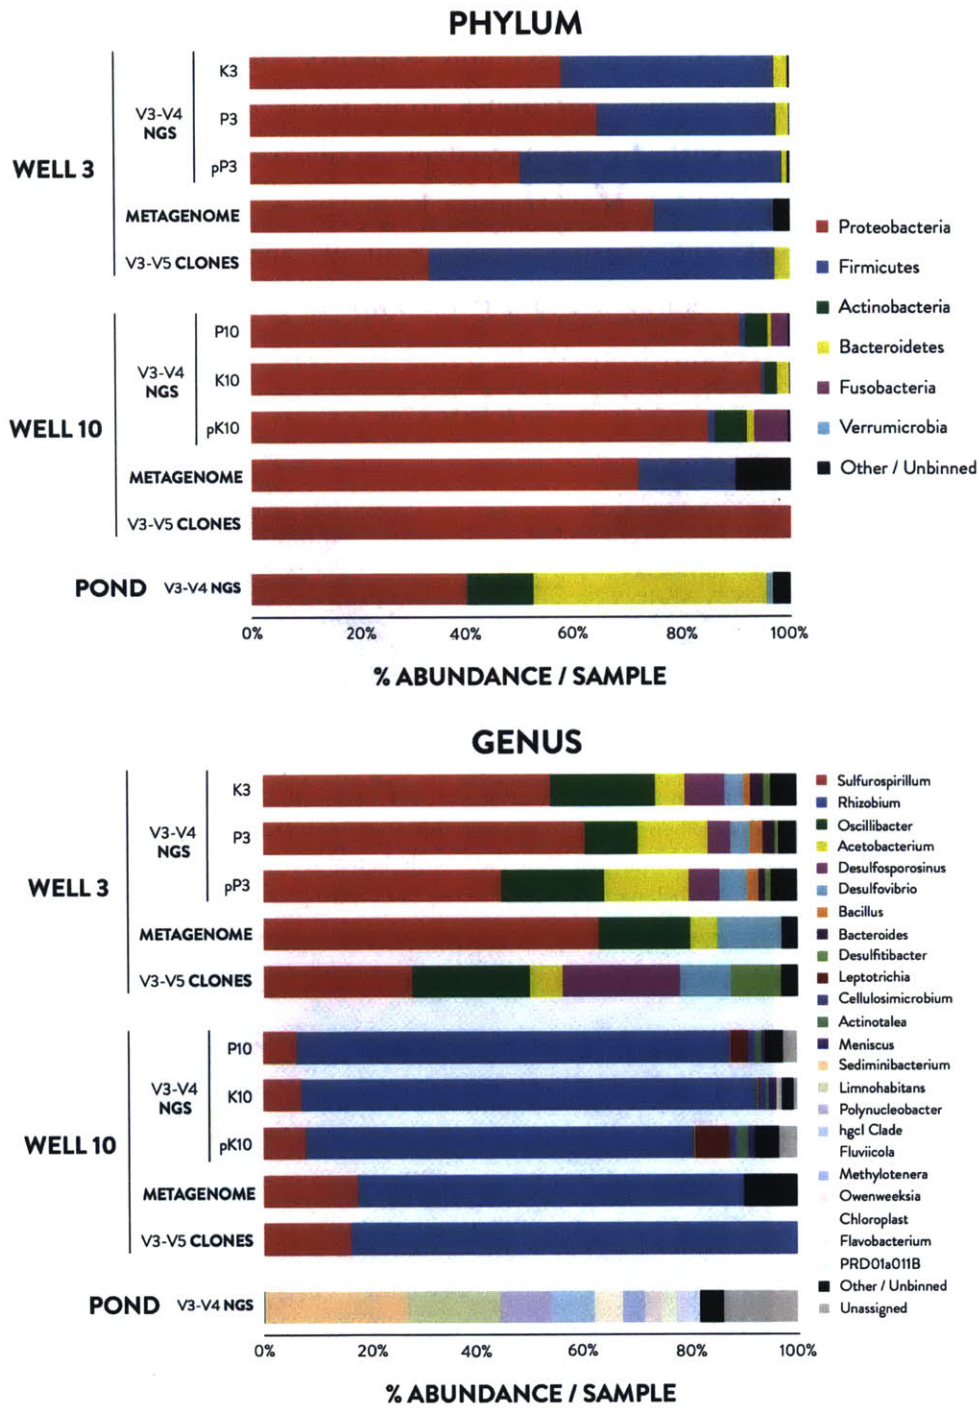 PHYLUM
WELL 3
V3-V4
NGS
K3
P3
pP3
METAGENOME
V3-V5 CLONES
WELL 10
V3-V4
NGS
P10
K10
pK10
METAGENOME
V3-V5 CLONES
POND V3-V4 NGS
0% 20% 40% 60% 80% 100%
% ABUNDANCE / SAMPLE
Proteobacteria
Firmicutes
Actinobacteria
Bacteroidetes
Fusobacteria
Verrumicrobia
Other / Unbinned
GENUS
WELL 3
V3-V4
NGS
K3
P3
pP3
METAGENOME
V3-V5 CLONES
WELL 10
V3-V4
NGS
P10
K10
pK10
METAGENOME
V3-V5 CLONES
POND V3-V4 NGS
0% 20% 40% 60% 80% 100%
% ABUNDANCE / SAMPLE
Sulfurospirillum
Rhizobium
Oscillibacter
Acetobacterium
Desulfosporosinus
Desulfovibrio
Bacillus
Bacteroides
Desulfitibacter
Leptotrichia
Cellulosimicrobium
Actinotalea
Meniscus
Sediminibacterium
Limnohabitans
Polynucleobacter
hgcI Clade
Fluviicola
Methylotenera
Owenweeksia
Chloroplast
Flavobacterium
PRD01a011B
Other / Unbinned
Unassigned